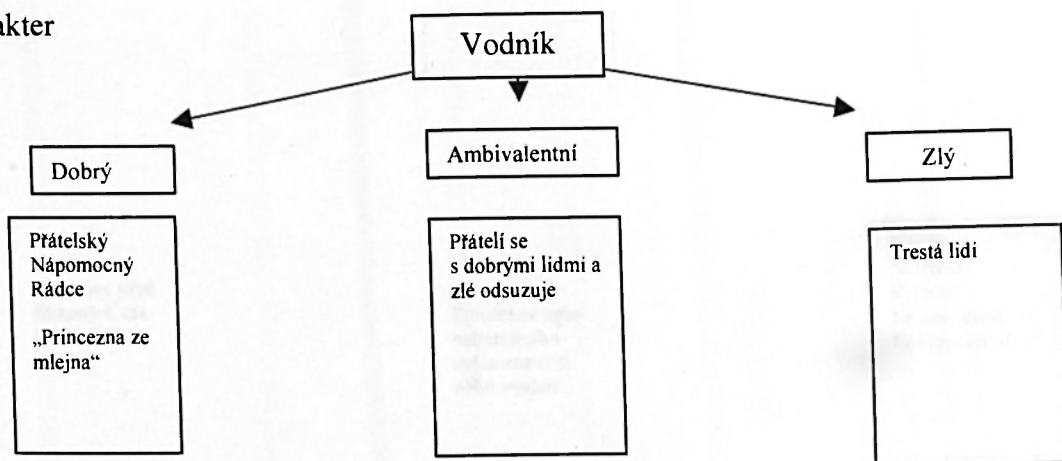 akter
Vodník
Dobrý
Ambivalentní
Zlý
Přátelský
Nápomocný
Rádce
„Princezna ze
mlejna“
Přátelí se
s dobrými lidmi a
zlé odsuzuje
Trestá lidi